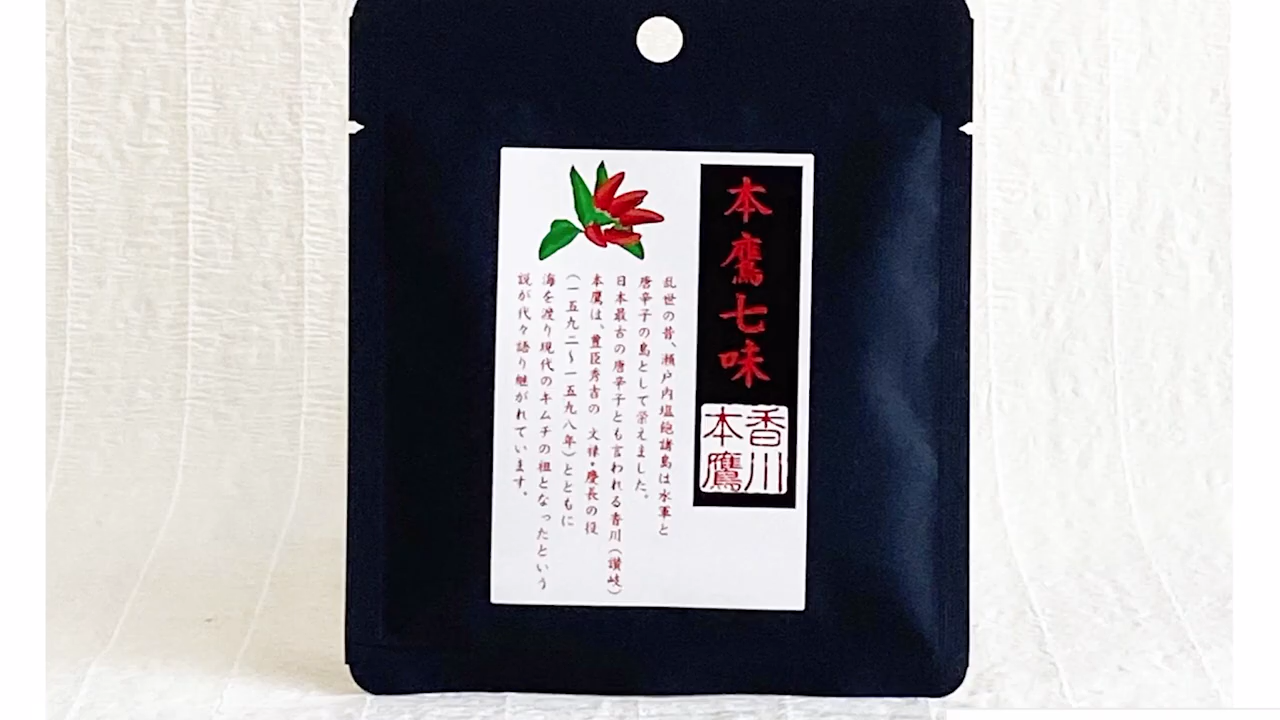 本鷹七味
香川
本鷹
乱世の昔、瀬戸内塩飽諸島は水軍と
唐辛子の島として栄えました。
日本最古の唐辛子とも言われる香川(讃岐)
本鷹は、豊臣秀吉の 文禄・慶長の役
(一五九二〜一五九八年)とともに
海を渡り現代のキムチの祖となったという
説が代々語り継がれています。